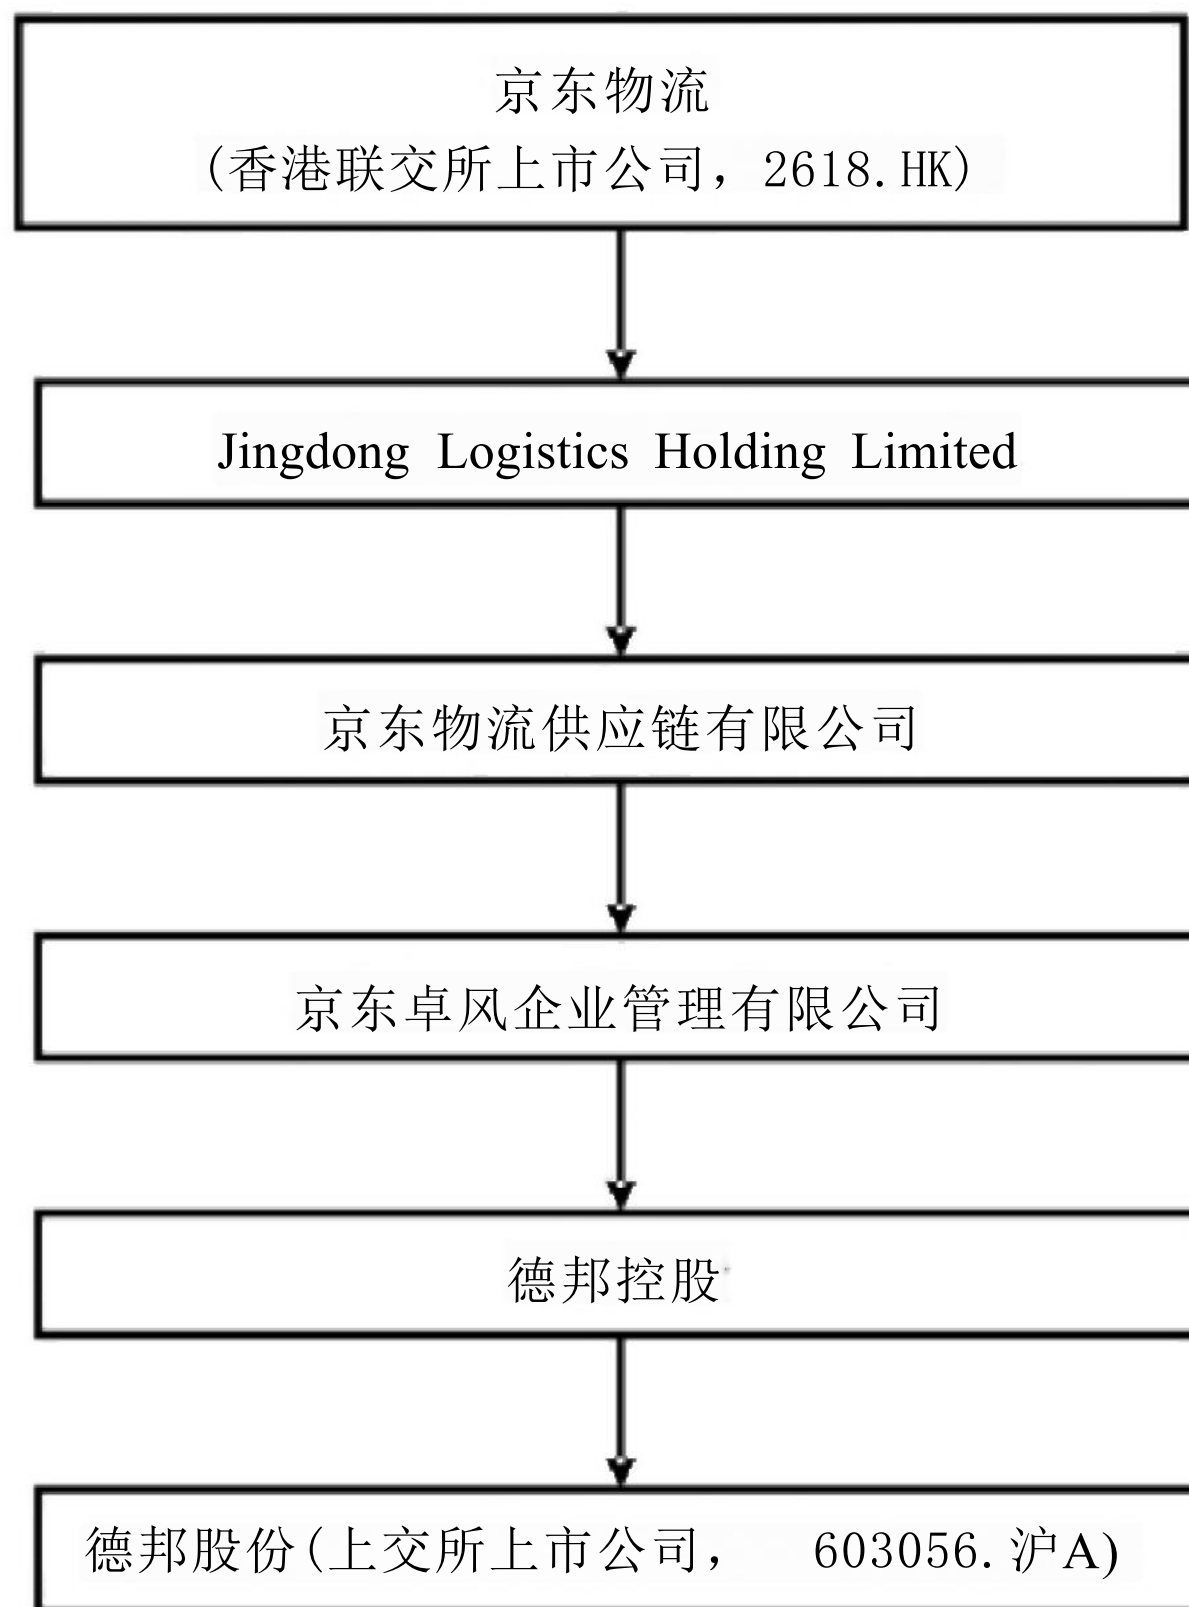 京东物流
(香港联交所上市公司，2618.HK)
Jingdong Logistics Holding Limited
京东物流供应链有限公司
京东卓风企业管理有限公司
德邦控股
德邦股份(上交所上市公司， 603056.沪A)